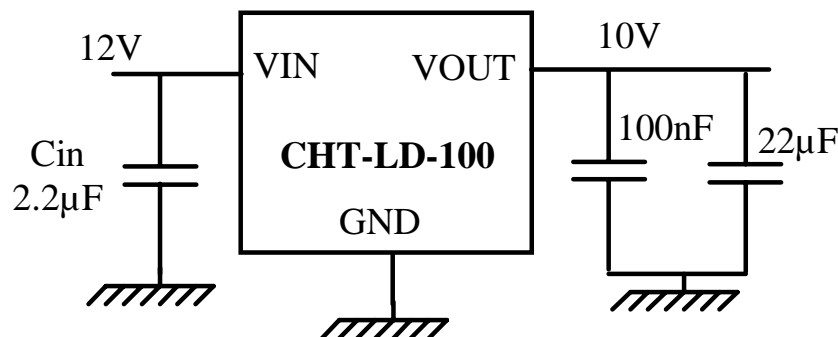 12V
10V
VIN
VOUT
Cin
2.2µF
CHT-LD-100
100nF
22µF
GND